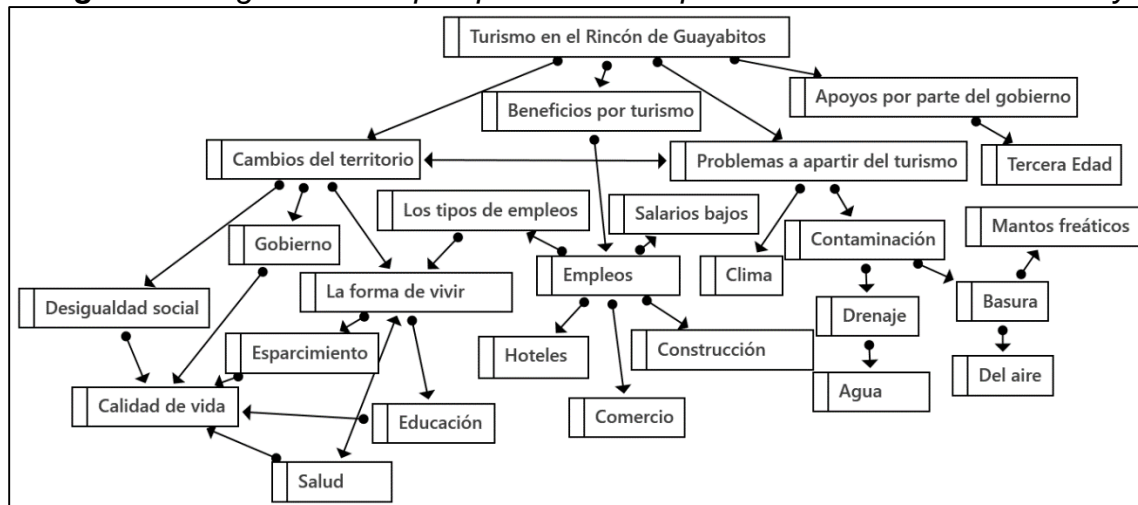 Turismo en el Rincón de Guayabitos
Beneficios por turismo
Apoyos por parte del gobierno
Cambios del territorio
Problemas a apartir del turismo
Tercera Edad
Los tipos de empleos
Salarios bajos
Mantos freáticos
Gobierno
Contaminación
La forma de vivir
Empleos
Clima
Desigualdad social
Drenaje
Basura
Esparcimiento
Hoteles
Construcción
Del aire
Agua
Calidad de vida
Educación
Comercio
Salud